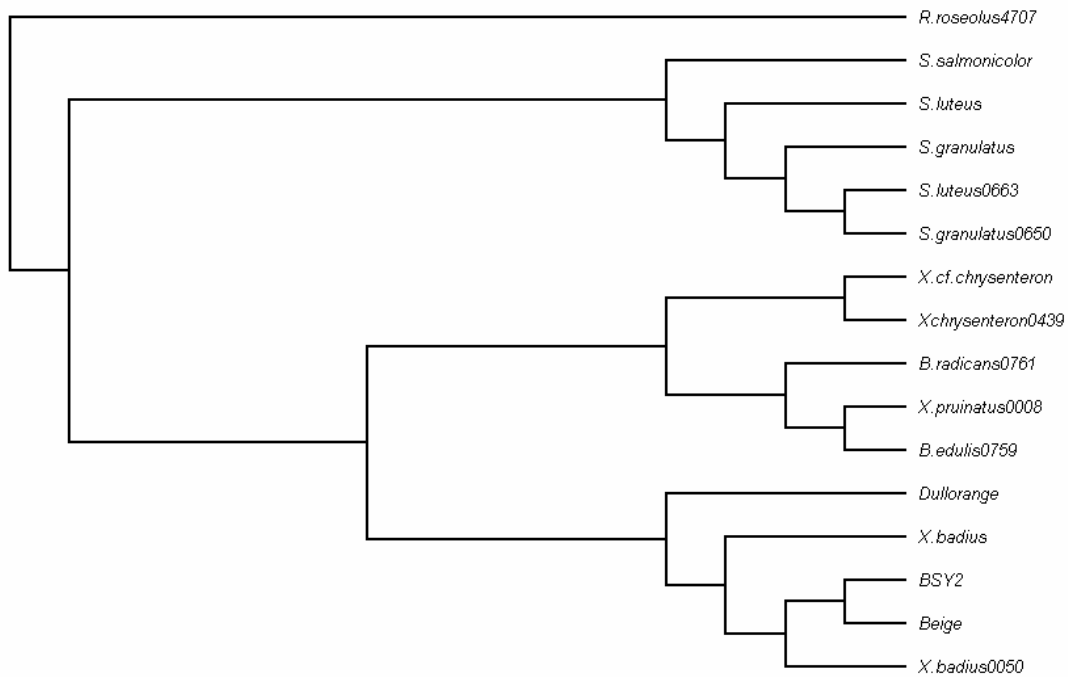 R.roseolus4707
S.salmonicolor
S.luteus
S.granulatus
S.luteus0663
S.granulatus0650
X.cf.chrysenteron
Xchrysenteron0439
B.radicans0761
X.pruinatus0008
B.edulis0759
Dullorange
X.badius
BSY2
Beige
X.badius0050